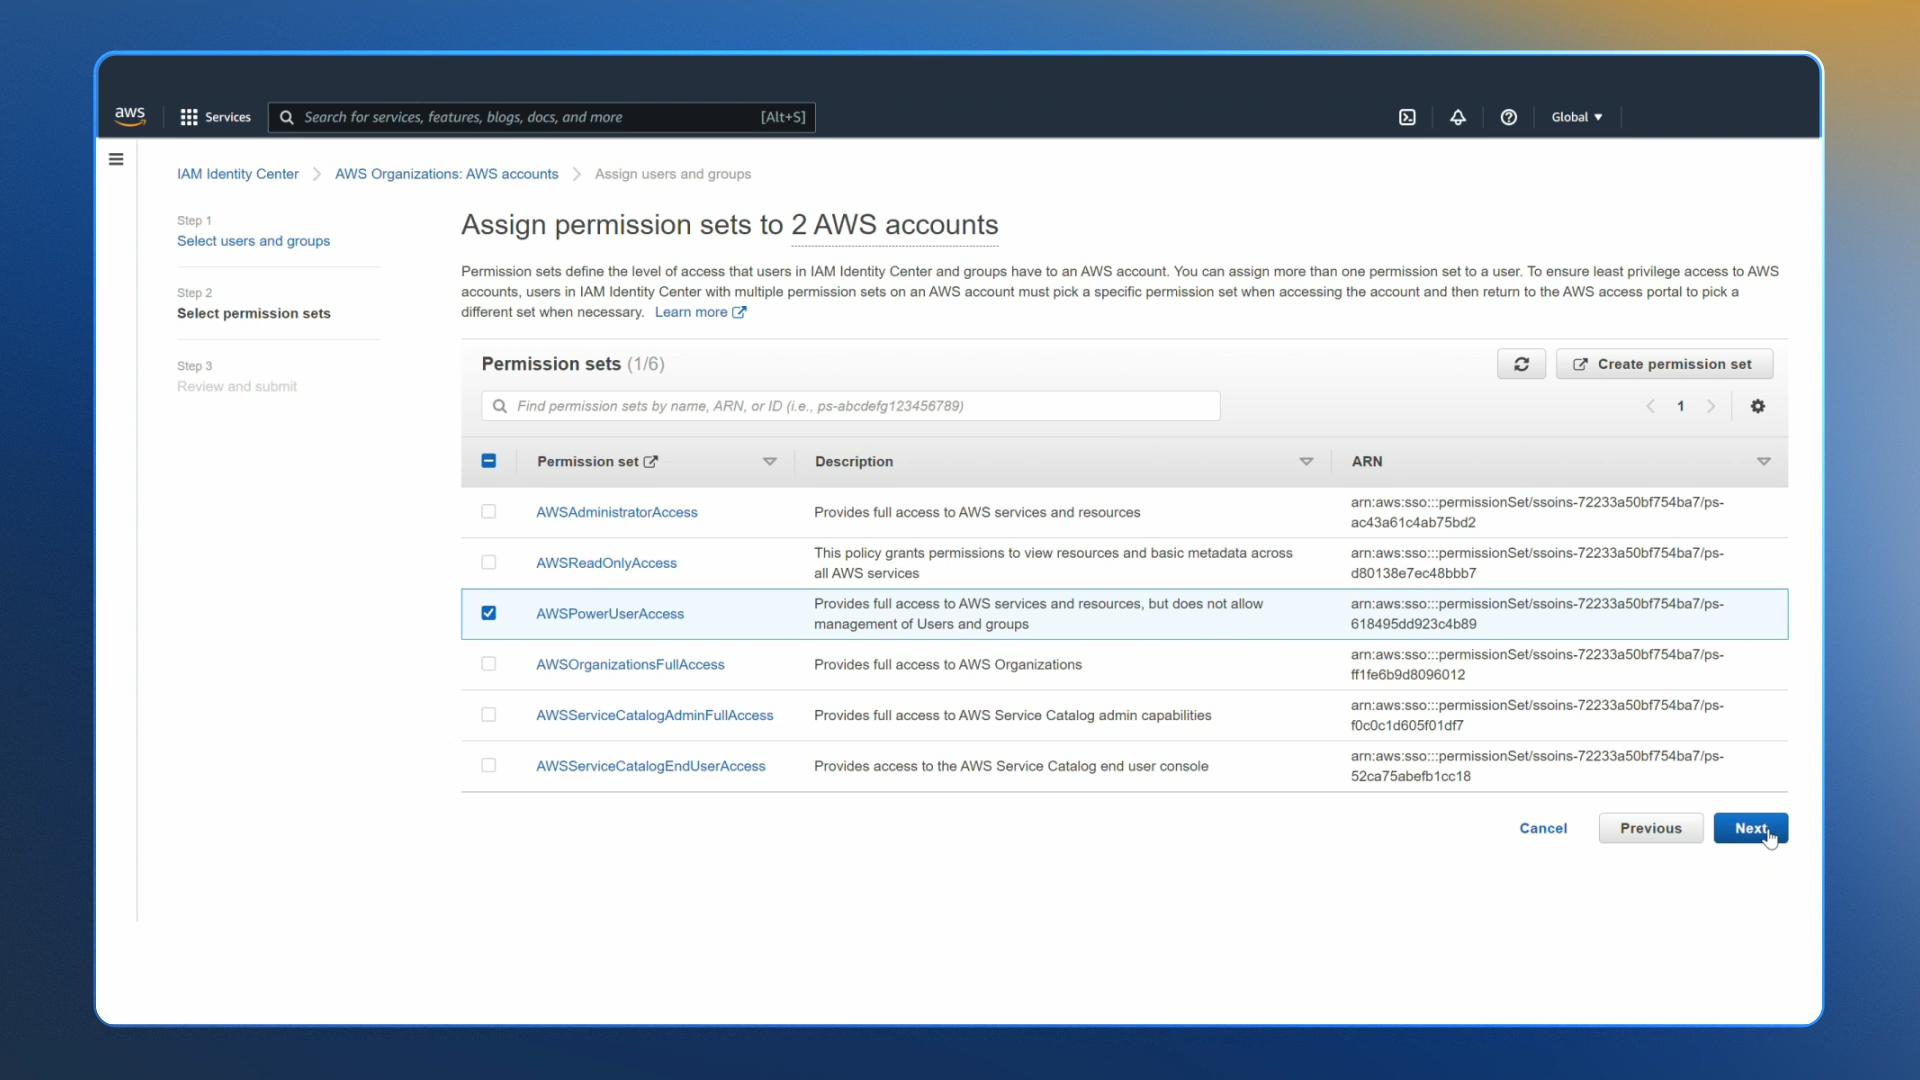 aws
Services
Search for services, features, blogs, docs, and more
[Alt+S]
Global
IAM Identity Center
AWS Organizations: AWS accounts
Assign users and groups
Step 1
Select users and groups
Step 2
Select permission sets
Step 3
Review and submit
Assign permission sets to 2 AWS accounts
Permission sets define the level of access that users in IAM Identity Center and groups have to an AWS account. You can assign more than one permission set to a user. To ensure least privilege access to AWS
accounts, users in IAM Identity Center with multiple permission sets on an AWS account must pick a specific permission set when accessing the account and then return to the AWS access portal to pick a
different set when necessary. Learn more
Permission sets (1/6)
Create permission set
Find permission sets by name, ARN, or ID (i.e., ps-abcdefg123456789)
1
Permission set
Description
ARN
AWSAdministratorAccess
Provides full access to AWS services and resources
arn:aws:sso:::permissionSet/ssoins-72233a50bf754ba7/ps-
ac43a61c4ab75bd2
AWSReadOnlyAccess
This policy grants permissions to view resources and basic metadata across
all AWS services
arn:aws:sso:::permissionSet/ssoins-72233a50bf754ba7/ps-
d80138e7ec48bbb7
AWSPowerUserAccess
Provides full access to AWS services and resources, but does not allow
management of Users and groups
arn:aws:sso:::permissionSet/ssoins-72233a50bf754ba7/ps-
618495dd923c4b89
AWSOrganizationsFullAccess
Provides full access to AWS Organizations
arn:aws:sso:::permissionSet/ssoins-72233a50bf754ba7/ps-
ff1fe6b9d8096012
AWSServiceCatalogAdminFullAccess
Provides full access to AWS Service Catalog admin capabilities
arn:aws:sso:::permissionSet/ssoins-72233a50bf754ba7/ps-
f0c0c1d605f01df7
AWSServiceCatalogEndUserAccess
Provides access to the AWS Service Catalog end user console
arn:aws:sso:::permissionSet/ssoins-72233a50bf754ba7/ps-
52ca75abefb1cc18
Cancel
Previous
Next